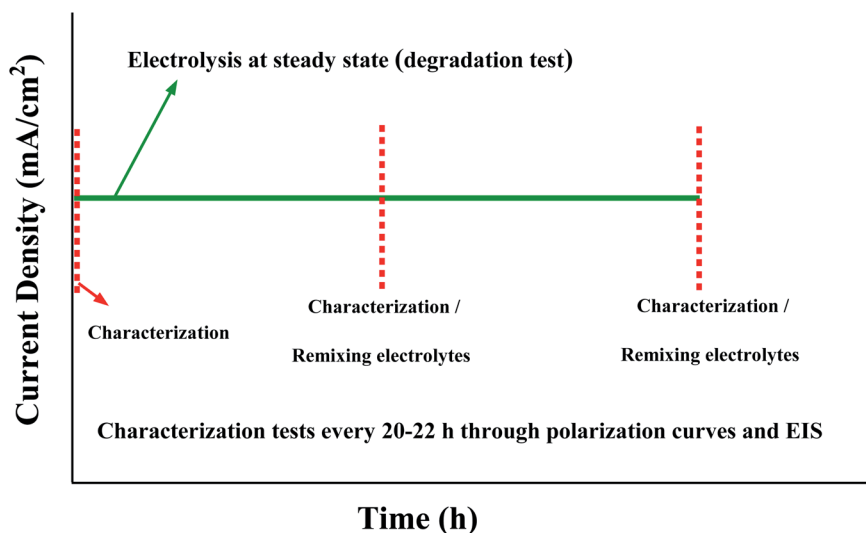 Electrolysis at steady state (degradation test)
Current Density (mA/cm²)
Characterization
Characterization /
Remixing electrolytes
Characterization /
Remixing electrolytes
Characterization tests every 20-22 h through polarization curves and EIS
Time (h)